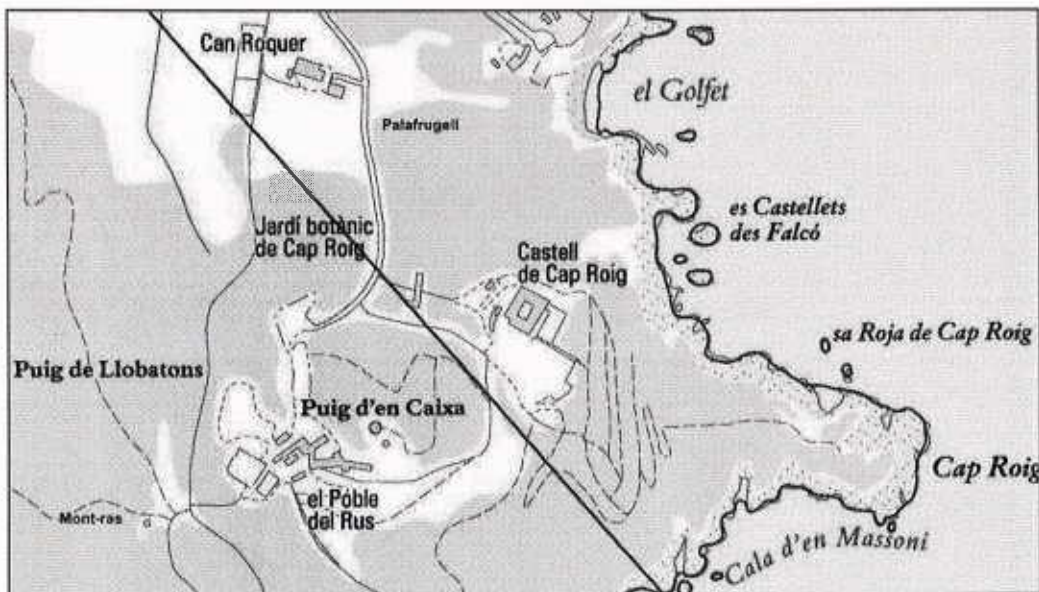 Can Roquer
el Golfet
Palafrugell
es Castellets
des Falcó
Jardí botànic
de Cap Roig
Castell
de Cap Roig
sa Roja de Cap Roig
Puig de Llobatons
Puig d'en Caixa
Cap Roig
el Póble
del Rus
Mont-ras
Cala d'en Massoni